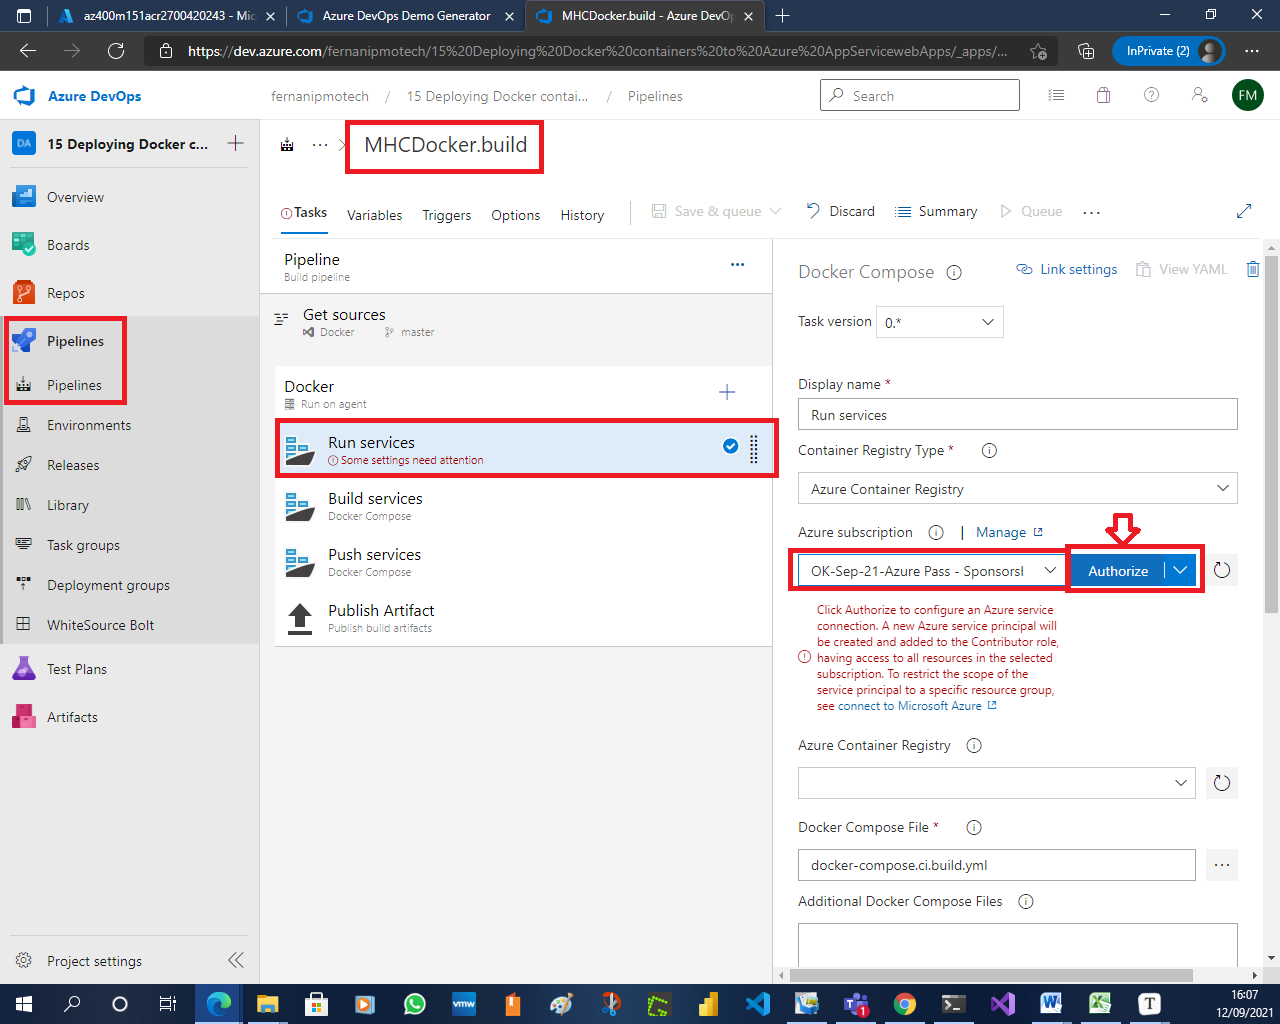 az400m151acr2700420243 - Mic
Azure DevOps Demo Generator
MHCDocker.build - Azure DevOp
https://dev.azure.com/fernanipmotech/15%20Deploying%20Docker%20containers%20to%20Azure%20AppServicewebApps/_apps/...
InPrivate (2)
Azure DevOps
fernanipmotech / 15 Deploying Docker contai... / Pipelines
Search
FM
DA
15 Deploying Docker c...
MHCDocker.build
Overview
Boards
Repos
Pipelines
Pipelines
Environments
Releases
Library
Task groups
Deployment groups
WhiteSource Bolt
Test Plans
Artifacts
Project settings
Tasks
Variables
Triggers
Options
History
Save & queue
Discard
Summary
Queue
Pipeline
Build pipeline
Get sources
Docker
master
Docker
Run on agent
Run services
Some settings need attention
Build services
Docker Compose
Push services
Docker Compose
Publish Artifact
Publish build artifacts
Docker Compose
Link settings
View YAML
Task version
0.*
Display name *
Run services
Container Registry Type *
Azure Container Registry
Azure subscription
| Manage
OK-Sep-21-Azure Pass - Sponsorsh
Authorize
Click Authorize to configure an Azure service
connection. A new Azure service principal will
be created and added to the Contributor role,
having access to all resources in the selected
subscription. To restrict the scope of the
service principal to a specific resource group,
see connect to Microsoft Azure
Azure Container Registry
Docker Compose File *
docker-compose.ci.build.yml
Additional Docker Compose Files
vmw
1
T
16:07
12/09/2021